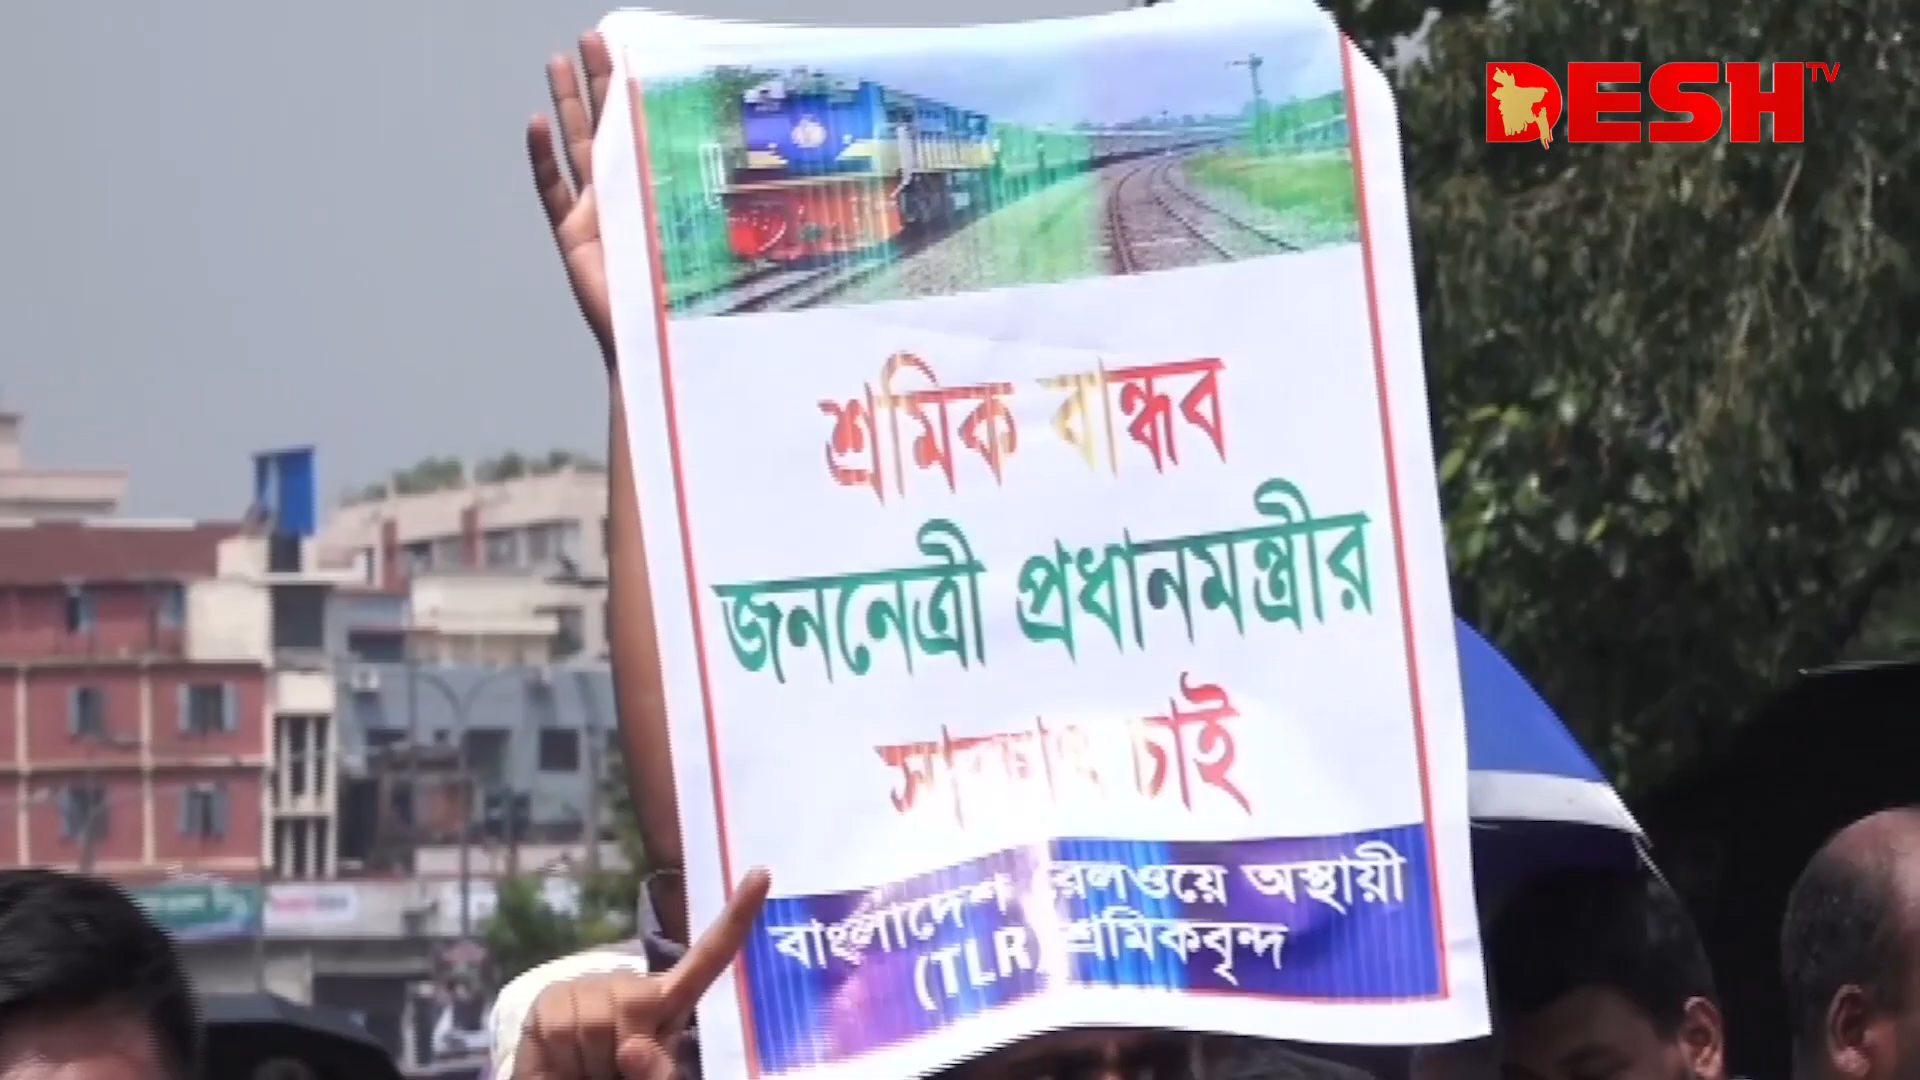 DESH TV
শ্রমিক বান্ধব
জননেত্রী প্রধানমন্ত্রীর
সাক্ষাৎ চাই
বাংলাদেশ রেলওয়ে অস্থায়ী
(TLR) শ্রমিকবৃন্দ